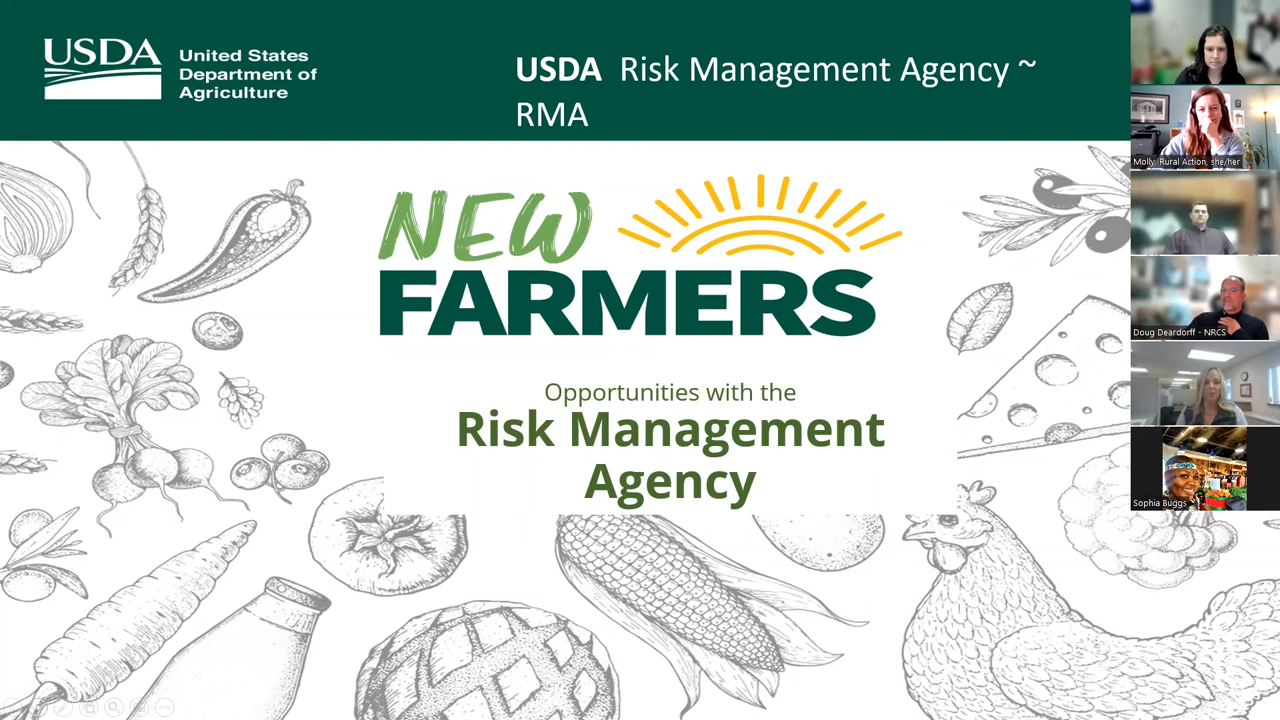 USDA
United States
Department of
Agriculture
USDA Risk Management Agency ~
RMA
NEW
FARMERS
Opportunities with the
Risk Management
Agency
Molly, Rural Action, she/her
Doug Deardorff - NRCS
Sophia Buggs